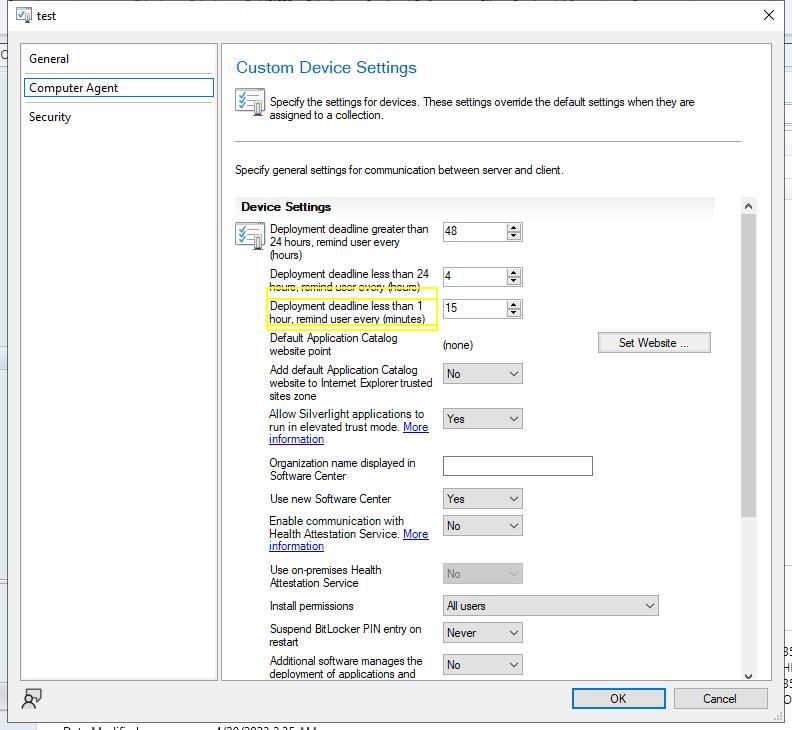 test
General
Computer Agent
Security
Custom Device Settings
Specify the settings for devices. These settings override the default settings when they are
assigned to a collection.
Specify general settings for communication between server and client.
Device Settings
Deployment deadline greater than
24 hours, remind user every
(hours)
48
Deployment deadline less than 24
hours, remind user every (hours)
4
Deployment deadline less than 1
hour, remind user every (minutes)
15
Default Application Catalog
website point
(none)
Set Website ...
Add default Application Catalog
website to Internet Explorer trusted
sites zone
No
Allow Silverlight applications to
run in elevated trust mode. More
information
Yes
Organization name displayed in
Software Center
Use new Software Center
Yes
Enable communication with
Health Attestation Service. More
information
No
Use on-premises Health
Attestation Service
No
Install permissions
All users
Suspend BitLocker PIN entry on
restart
Never
Additional software manages the
deployment of applications and
No
OK
Cancel